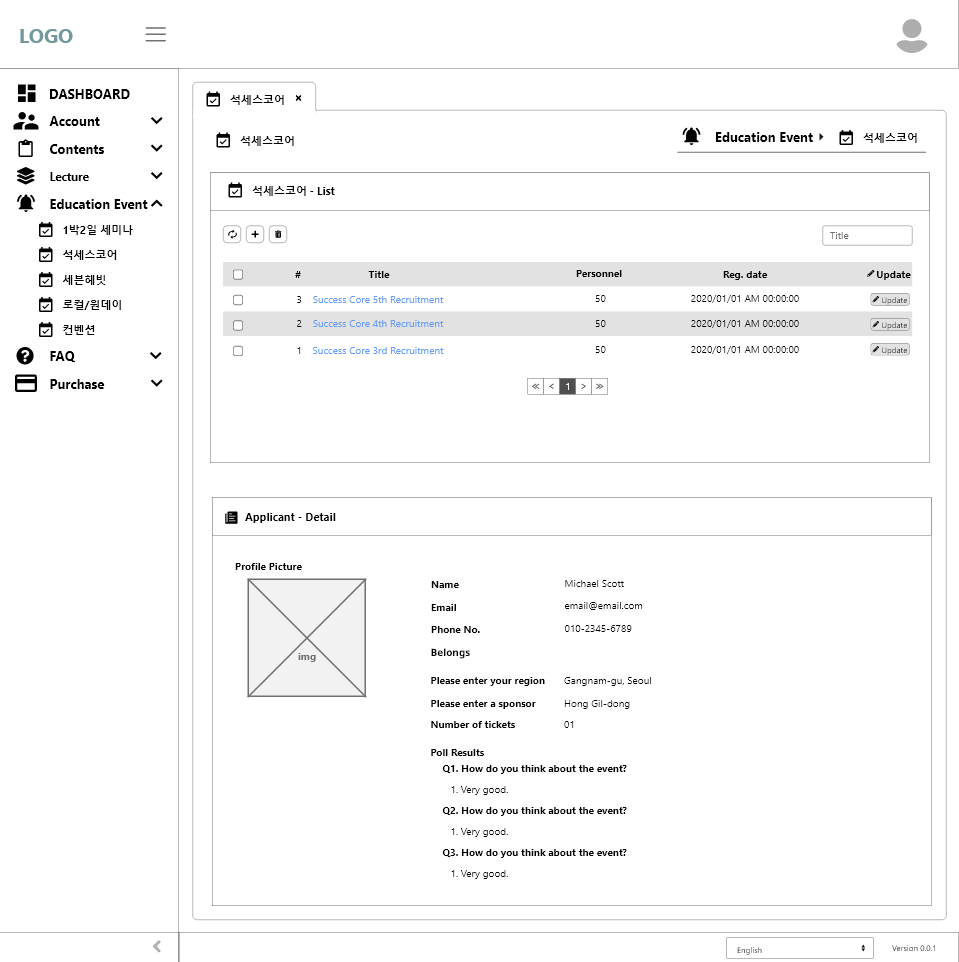 LOGO
DASHBOARD
Account
Contents
Lecture
Education Event
1박2일 세미나
석세스코어
세븐해빗
로컬/원데이
컨벤션
FAQ
Purchase
석세스코어 ×
석세스코어
Education Event 석세스코어
석세스코어 - List
Title
# Title Personnel Reg. date Update
3 Success Core 5th Recruitment 50 2020/01/01 AM 00:00:00 Update
2 Success Core 4th Recruitment 50 2020/01/01 AM 00:00:00 Update
1 Success Core 3rd Recruitment 50 2020/01/01 AM 00:00:00 Update
≪ < 1 > ≫
Applicant - Detail
Profile Picture
img
Name Michael Scott
Email email@email.com
Phone No. 010-2345-6789
Belongs
Please enter your region Gangnam-gu, Seoul
Please enter a sponsor Hong Gil-dong
Number of tickets 01
Poll Results
Q1. How do you think about the event?
1. Very good.
Q2. How do you think about the event?
1. Very good.
Q3. How do you think about the event?
1. Very good.
English Version 0.0.1